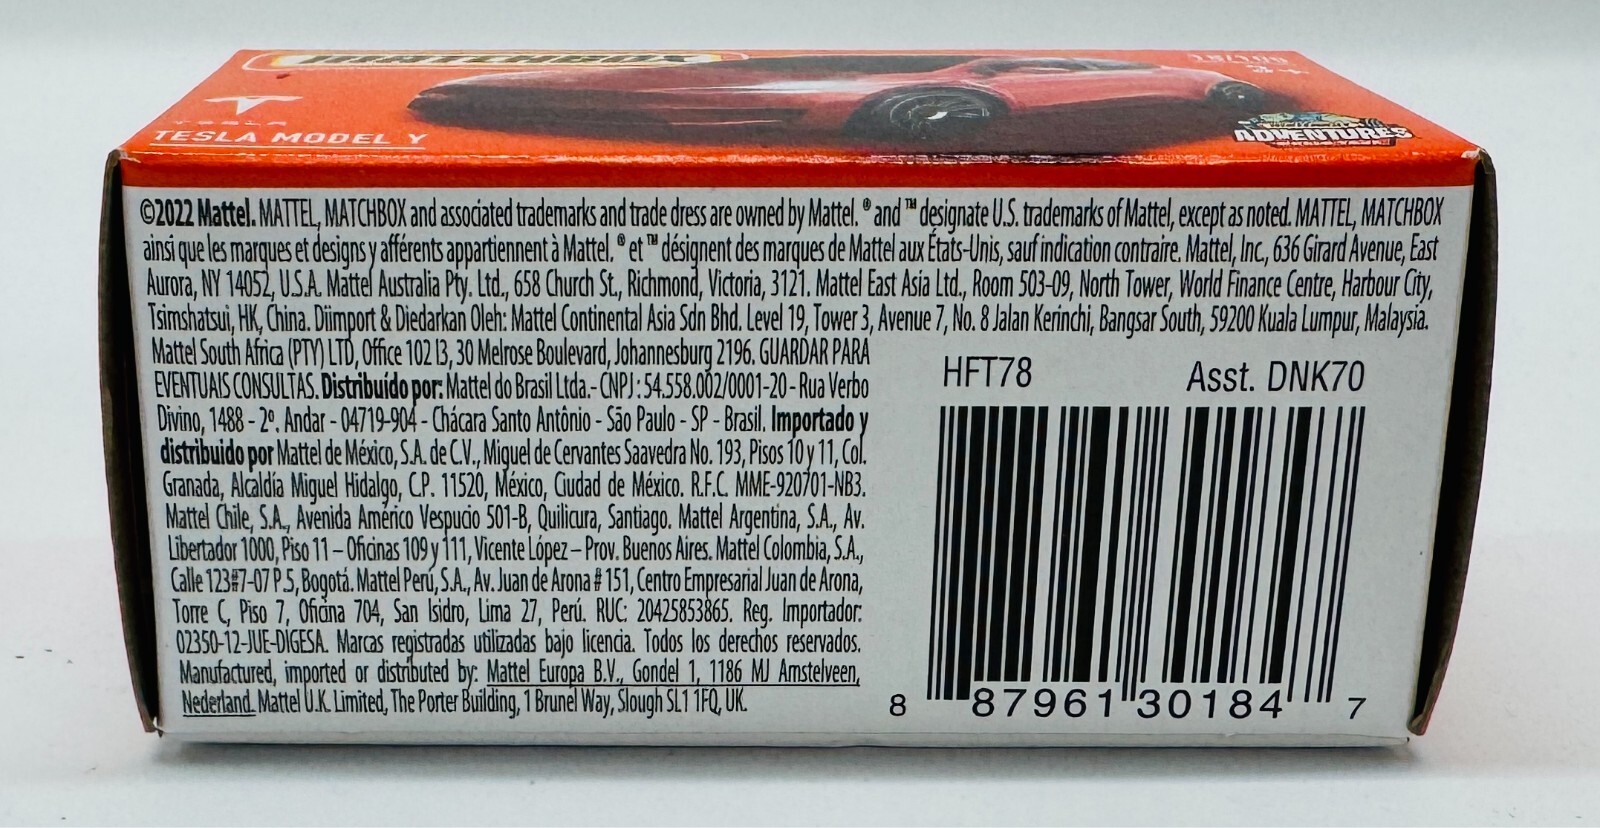 MATCHBOX
TESLA
TESLA MODEL Y
ADVENTURES
©2022 Mattel. MATTEL, MATCHBOX and associated trademarks and trade dress are owned by Mattel. ® and ™ designate U.S. trademarks of Mattel, except as noted. MATTEL, MATCHBOX
ainsi que les marques et designs y afférents appartiennent à Mattel. ® et ™ désignent des marques de Mattel aux États-Unis, sauf indication contraire. Mattel, Inc., 636 Girard Avenue, East
Aurora, NY 14052, U.S.A. Mattel Australia Pty. Ltd., 658 Church St., Richmond, Victoria, 3121. Mattel East Asia Ltd., Room 503-09, North Tower, World Finance Centre, Harbour City,
Tsimshatsui, HK, China. Diimport & Diedarkan Oleh: Mattel Continental Asia Sdn Bhd. Level 19, Tower 3, Avenue 7, No. 8 Jalan Kerinchi, Bangsar South, 59200 Kuala Lumpur, Malaysia.
Mattel South Africa (PTY) LTD, Office 102 I3, 30 Melrose Boulevard, Johannesburg 2196. GUARDAR PARA
EVENTUAIS CONSULTAS. Distribuído por: Mattel do Brasil Ltda.- CNPJ : 54.558.002/0001-20 - Rua Verbo
Divino, 1488 - 2º. Andar - 04719-904 - Chácara Santo Antônio - São Paulo - SP - Brasil. Importado y
distribuido por Mattel de México, S.A. de C.V., Miguel de Cervantes Saavedra No. 193, Pisos 10 y 11, Col.
Granada, Alcaldía Miguel Hidalgo, C.P. 11520, México, Ciudad de México. R.F.C. MME-920701-NB3.
Mattel Chile, S.A., Avenida Américo Vespucio 501-B, Quilicura, Santiago. Mattel Argentina, S.A., Av.
Libertador 1000, Piso 11 – Oficinas 109 y 111, Vicente López – Prov. Buenos Aires. Mattel Colombia, S.A.,
Calle 123#7-07 P.5, Bogotá. Mattel Perú, S.A., Av. Juan de Arona # 151, Centro Empresarial Juan de Arona,
Torre C, Piso 7, Oficina 704, San Isidro, Lima 27, Perú. RUC: 20425853865. Reg. Importador:
02350-12-JUE-DIGESA. Marcas registradas utilizadas bajo licencia. Todos los derechos reservados.
Manufactured, imported or distributed by: Mattel Europa B.V., Gondel 1, 1186 MJ Amstelveen,
Nederland. Mattel U.K. Limited, The Porter Building, 1 Brunel Way, Slough SL1 1FQ, UK.
HFT78 Asst. DNK70
8 87961 30184 7